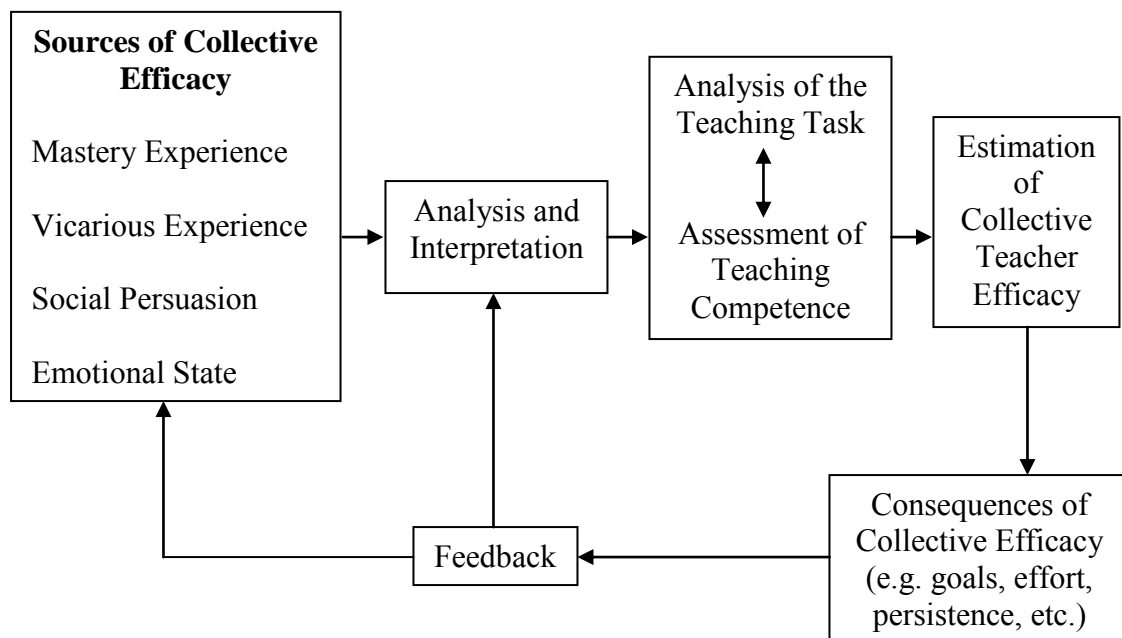 Sources of Collective
Efficacy
Mastery Experience
Vicarious Experience
Social Persuasion
Emotional State
Analysis and
Interpretation
Analysis of the
Teaching Task
Assessment of
Teaching
Competence
Estimation
of
Collective
Teacher
Efficacy
Consequences of
Collective Efficacy
(e.g. goals, effort,
persistence, etc.)
Feedback